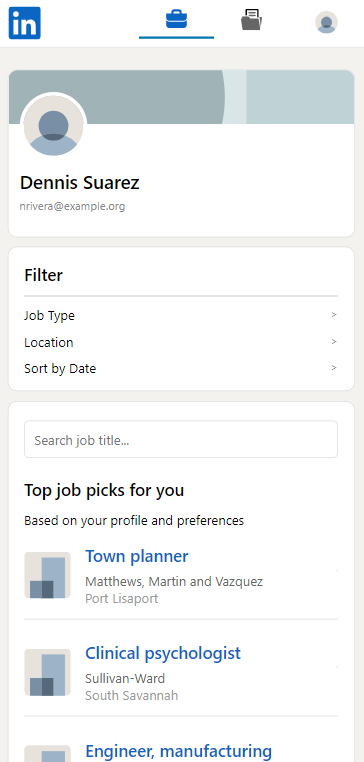 in
Dennis Suarez
nrivera@example.org
Filter
Job Type >
Location >
Sort by Date >
Search job title...
Top job picks for you
Based on your profile and preferences
Town planner
Matthews, Martin and Vazquez
Port Lisaport
Clinical psychologist
Sullivan-Ward
South Savannah
Engineer, manufacturing